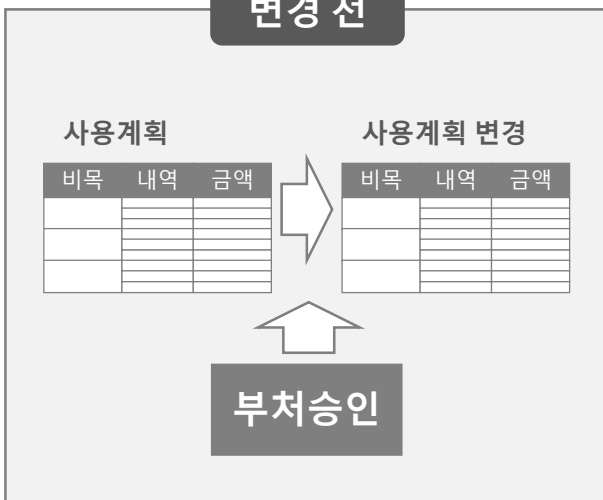 변경 전
사용계획
사용계획 변경
비목 내역 금액
비목 내역 금액
부처승인